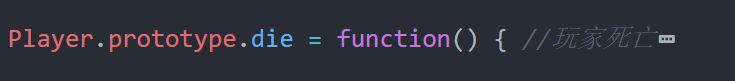 Player.prototype.die = function() { //玩家死亡…